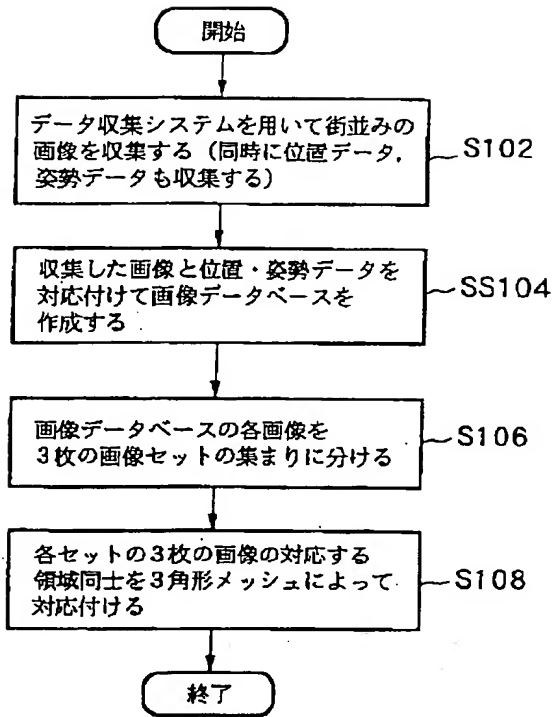 開始
データ収集システムを用いて街並みの
画像を収集する（同時に位置データ，
姿勢データも収集する）
S102
収集した画像と位置・姿勢データを
対応付けて画像データベースを
作成する
SS104
画像データベースの各画像を
3枚の画像セットの集まりに分ける
S106
各セットの3枚の画像の対応する
領域同士を3角形メッシュによって
対応付ける
S108
終了